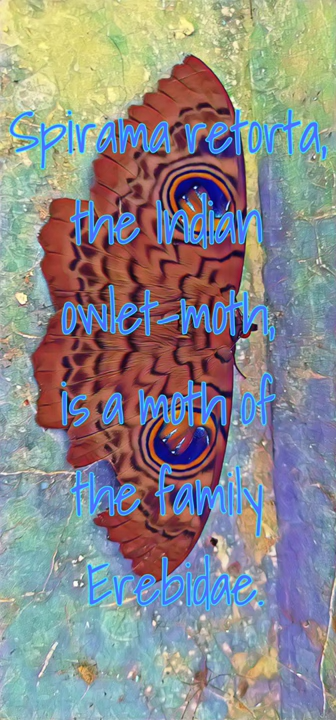 Spirama retorta,
the Indian
owlet-moth,
is a moth of
the family
Erebidae.